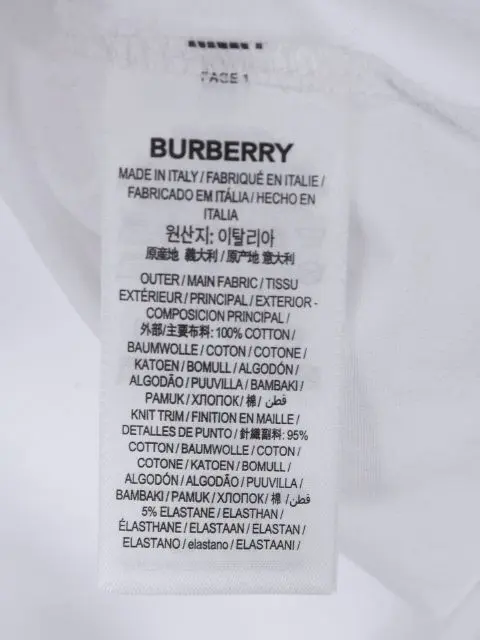 PAGE 1
BURBERRY
MADE IN ITALY / FABRIQUÉ EN ITALIE /
FABRICADO EM ITÁLIA / HECHO EN
ITALIA
원산지: 이탈리아
原産地 義大利 / 原产地 意大利
OUTER / MAIN FABRIC / TISSU
EXTÉRIEUR / PRINCIPAL / EXTERIOR -
COMPOSICION PRINCIPAL /
外部/主要布料: 100% COTTON /
BAUMWOLLE / COTON / COTONE /
KATOEN / BOMULL / ALGODÓN /
ALGODÃO / PUUVILLA / BAMBAKI /
PAMUK / ХЛОПОК / 棉 / قطن /
KNIT TRIM / FINITION EN MAILLE /
DETALLES DE PUNTO / 針織副料: 95%
COTTON / BAUMWOLLE / COTON /
COTONE / KATOEN / BOMULL /
ALGODÓN / ALGODÃO / PUUVILLA /
BAMBAKI / PAMUK / ХЛОПОК / 棉 / قطن /
5% ELASTANE / ELASTHAN /
ÉLASTHANE / ELASTAAN / ELASTAN /
ELASTANO / elastano / ELASTAANI /